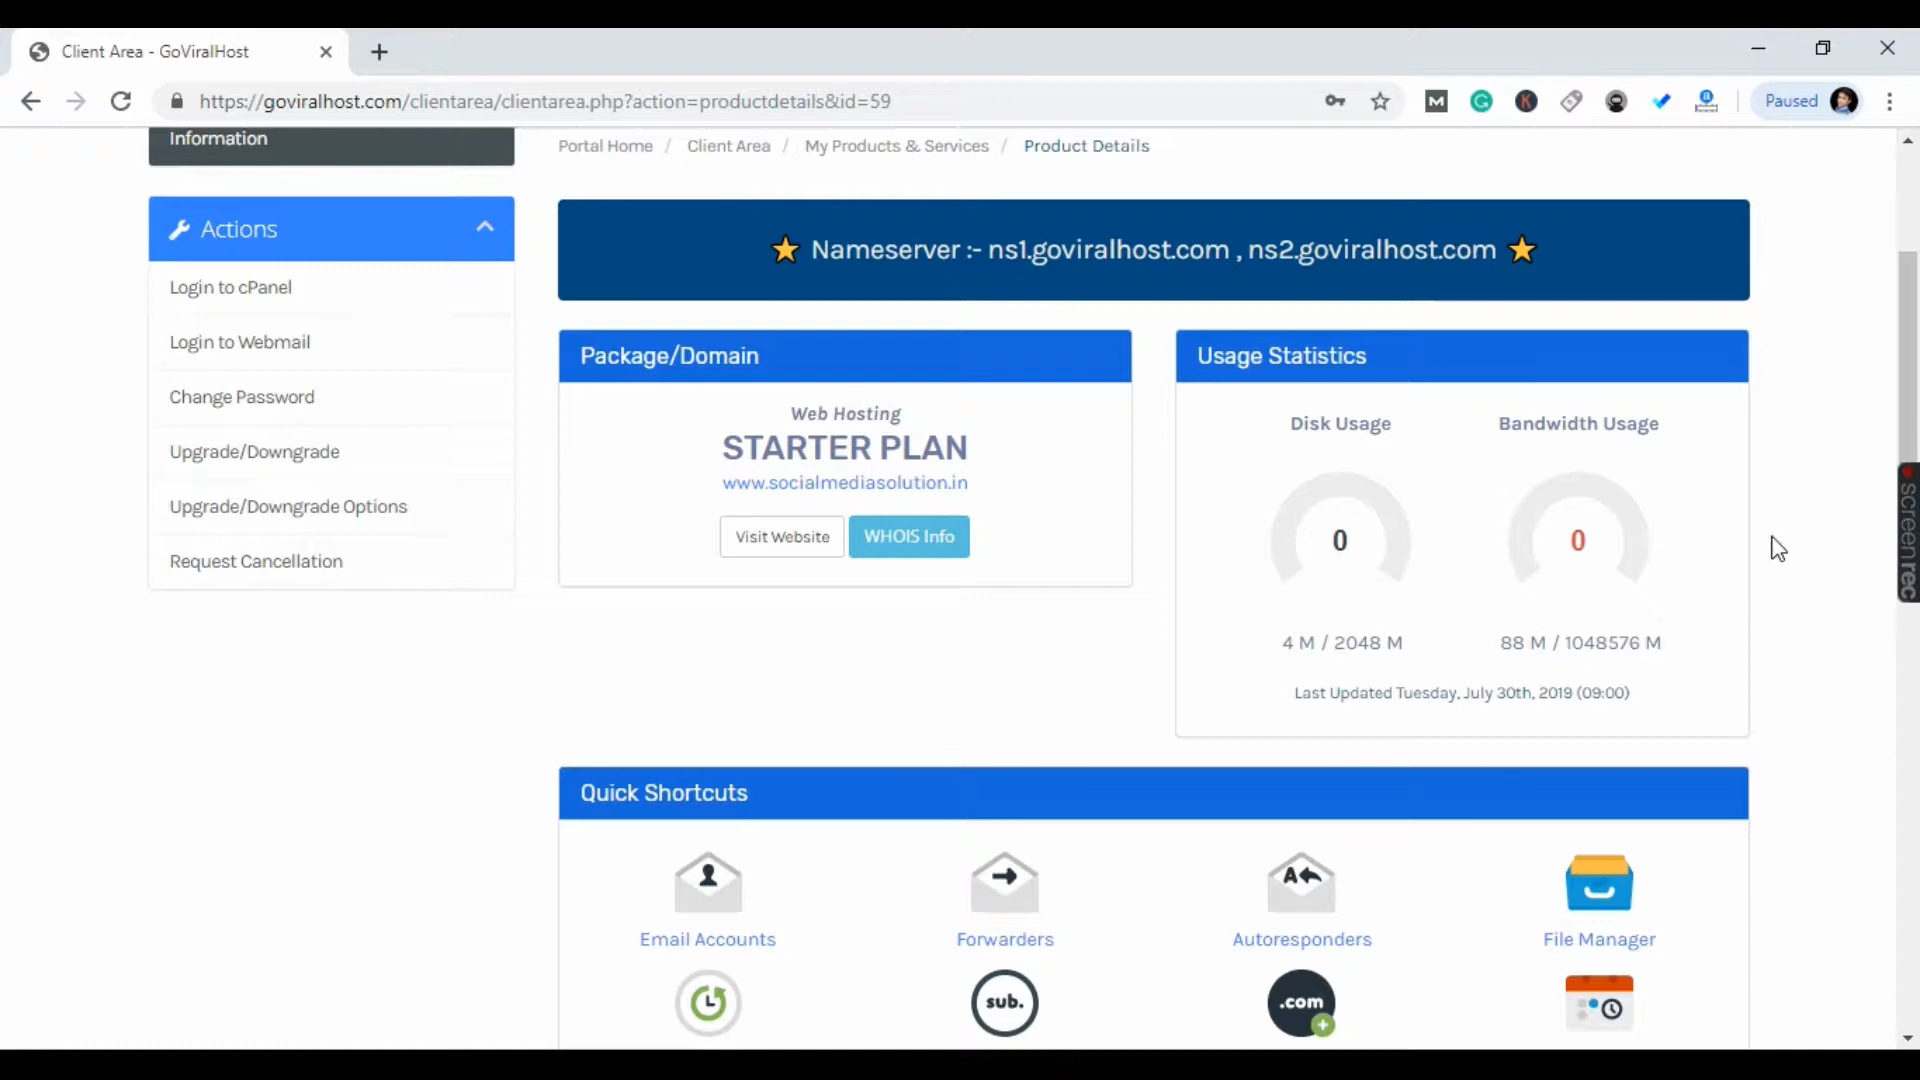 Client Area - GoViralHost
https://goviralhost.com/clientarea/clientarea.php?action=productdetails&id=59
Paused
Information
Portal Home / Client Area / My Products & Services / Product Details
Actions
Login to cPanel
Login to Webmail
Change Password
Upgrade/Downgrade
Upgrade/Downgrade Options
Request Cancellation
Nameserver :- ns1.goviralhost.com , ns2.goviralhost.com
Package/Domain
Web Hosting
STARTER PLAN
www.socialmediasolution.in
Visit Website
WHOIS Info
Usage Statistics
Disk Usage
Bandwidth Usage
0
0
4 M / 2048 M
88 M / 1048576 M
Last Updated Tuesday, July 30th, 2019 (09:00)
screenrec
Quick Shortcuts
A
Email Accounts
Forwarders
Autoresponders
File Manager
sub.
.com